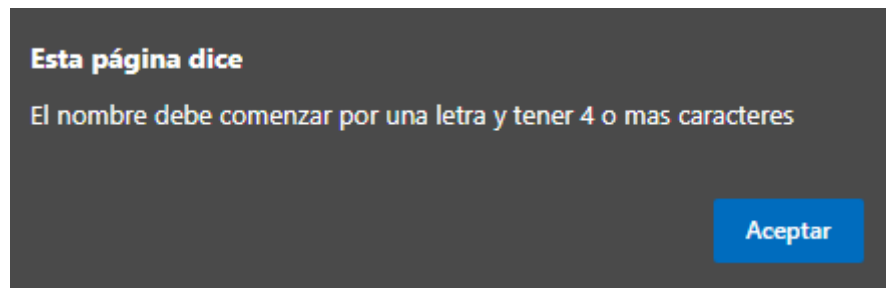 Esta página dice
El nombre debe comenzar por una letra y tener 4 o mas caracteres
Aceptar